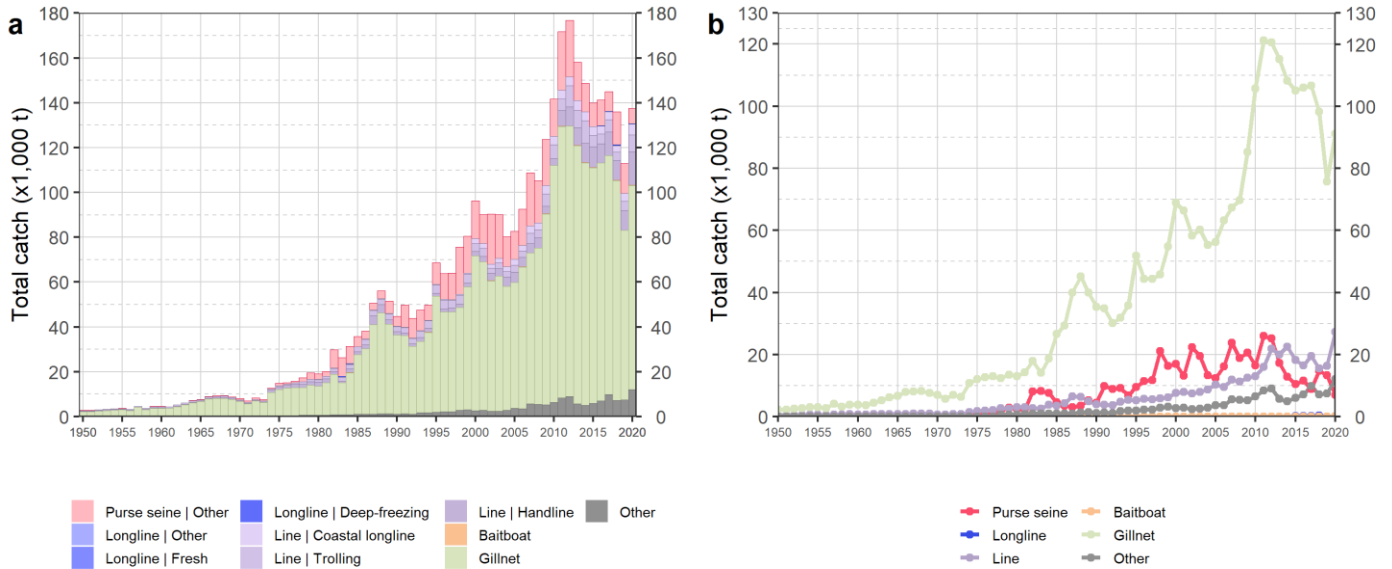 a
Total catch (x1,000 t)
180 160 140 120 100 80 60 40 20 0
180 160 140 120 100 80 60 40 20 0
1950 1955 1955 1960 1965 1970 1975 1980 1985 1990 1995 2000 2005 2010 2015 2020
Purse seine | Other
Longline | Deep-freezing
Line | Handline
Other
Longline | Other
Line | Coastal longline
Baitboat
Longline | Fresh
Line | Trolling
Gillnet
b
Total catch (x1,000 t)
130 120 100 80 60 40 20 0
130 120 100 80 60 40 20 0
1950 1955 1960 1965 1970 1975 1980 1985 1990 1995 2000 2005 2010 2015 2020
Purse seine
Baitboat
Longline
Gillnet
Line
Other